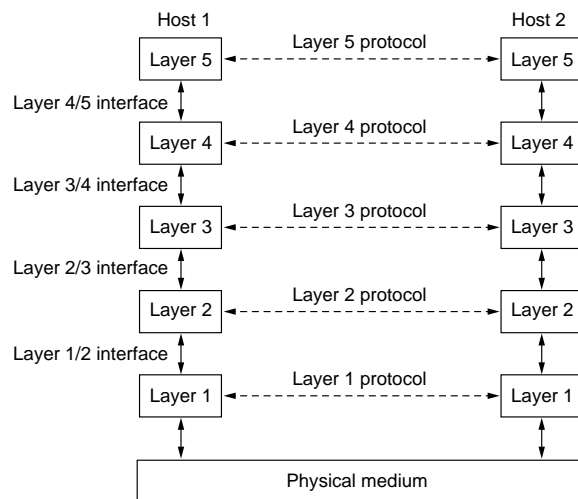 Host 1
Host 2
Layer 5 protocol
Layer 5
Layer 5
Layer 4/5 interface
Layer 4 protocol
Layer 4
Layer 4
Layer 3/4 interface
Layer 3 protocol
Layer 3
Layer 3
Layer 2/3 interface
Layer 2 protocol
Layer 2
Layer 2
Layer 1/2 interface
Layer 1 protocol
Layer 1
Layer 1
Physical medium